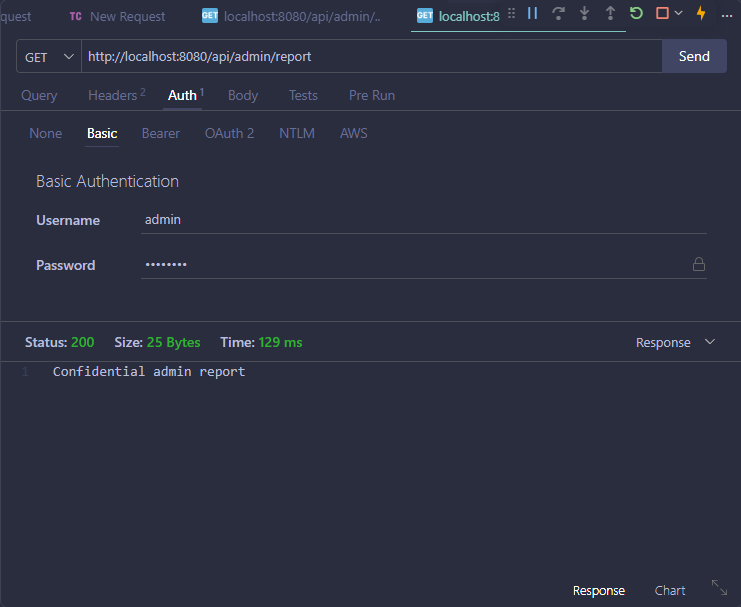 quest TC New Request GET localhost:8080/api/admin/.. GET localhost:8 ...
GET http://localhost:8080/api/admin/report Send
Query Headers 2 Auth 1 Body Tests Pre Run
None Basic Bearer OAuth 2 NTLM AWS
Basic Authentication
Username admin
Password ••••••••
Status: 200 Size: 25 Bytes Time: 129 ms Response
1 Confidential admin report
Response Chart